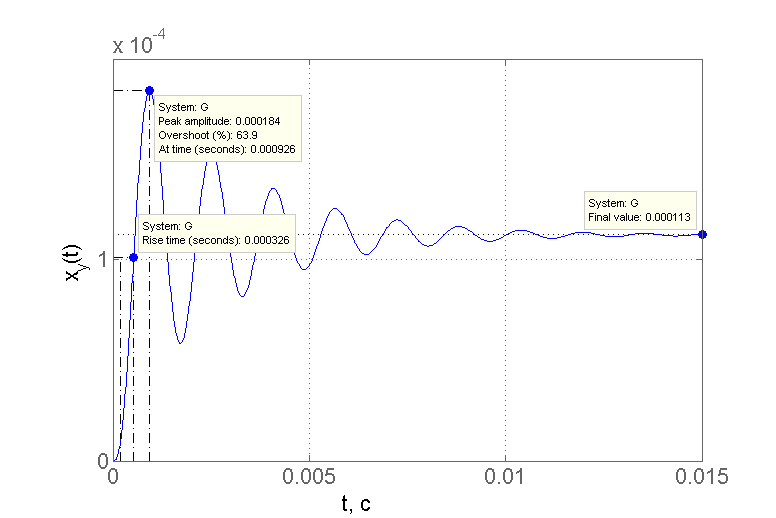 x 10^-4
System: G
Peak amplitude: 0.000184
Overshoot (%): 63.9
At time (seconds): 0.000926
System: G
Final value: 0.000113
System: G
Rise time (seconds): 0.000326
1
x_y(t)
0
0
0.005
0.01
0.015
t, c